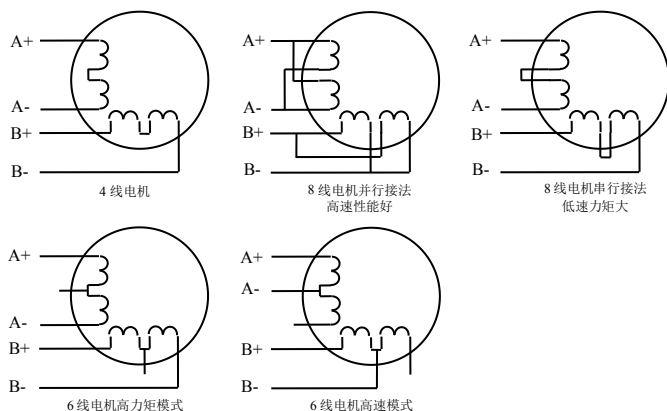 A+
A-
B+
B-
4 线电机
A+
A-
B+
B-
8 线电机并行接法
高速性能好
A+
A-
B+
B-
8 线电机串行接法
低速力矩大
A+
A-
B+
B-
6 线电机高力矩模式
A+
A-
B+
B-
6 线电机高速模式